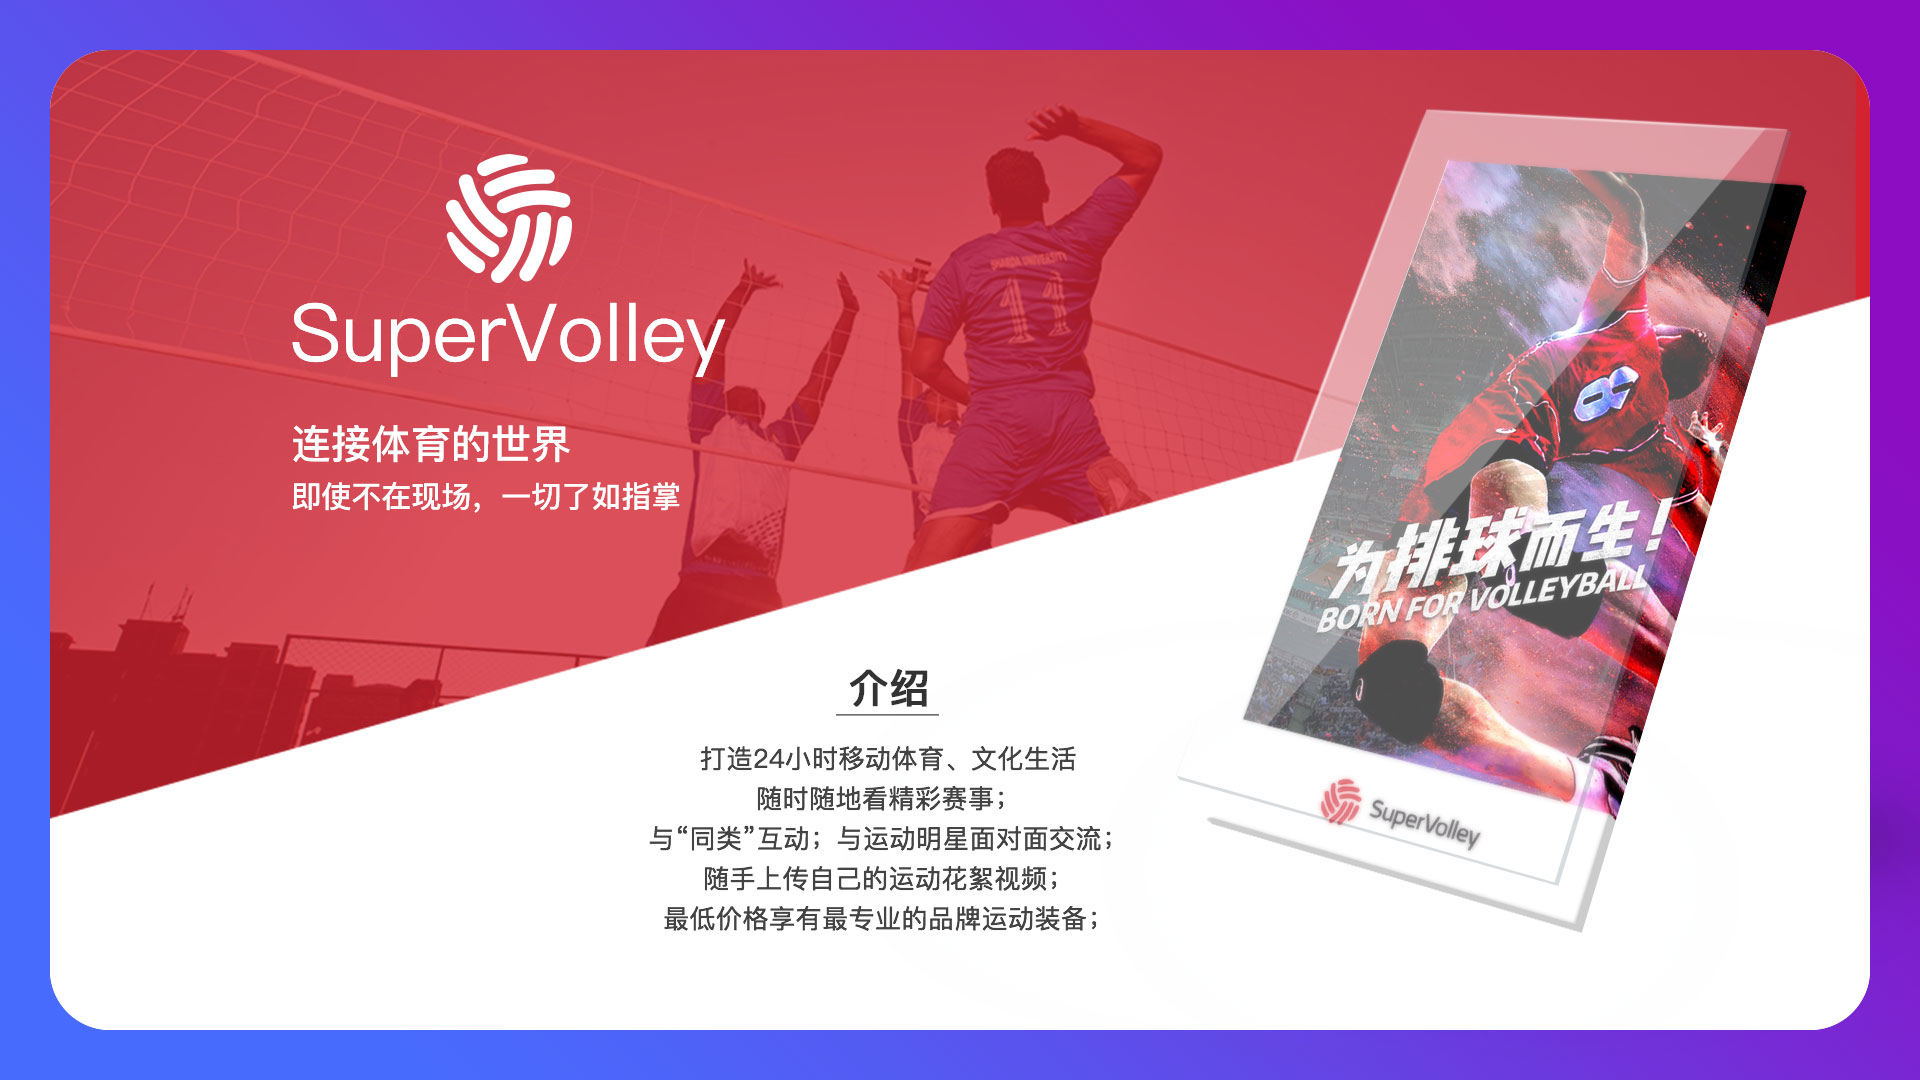 SuperVolley
连接体育的世界
即使不在现场，一切了如指掌
SHARDA UNIVERSITY
11
8
为排球而生！
BORN FOR VOLLEYBALL
SuperVolley
介绍
打造24小时移动体育、文化生活
随时随地看精彩赛事；
与“同类”互动；与运动明星面对面交流；
随手上传自己的运动花絮视频；
最低价格享有最专业的品牌运动装备；